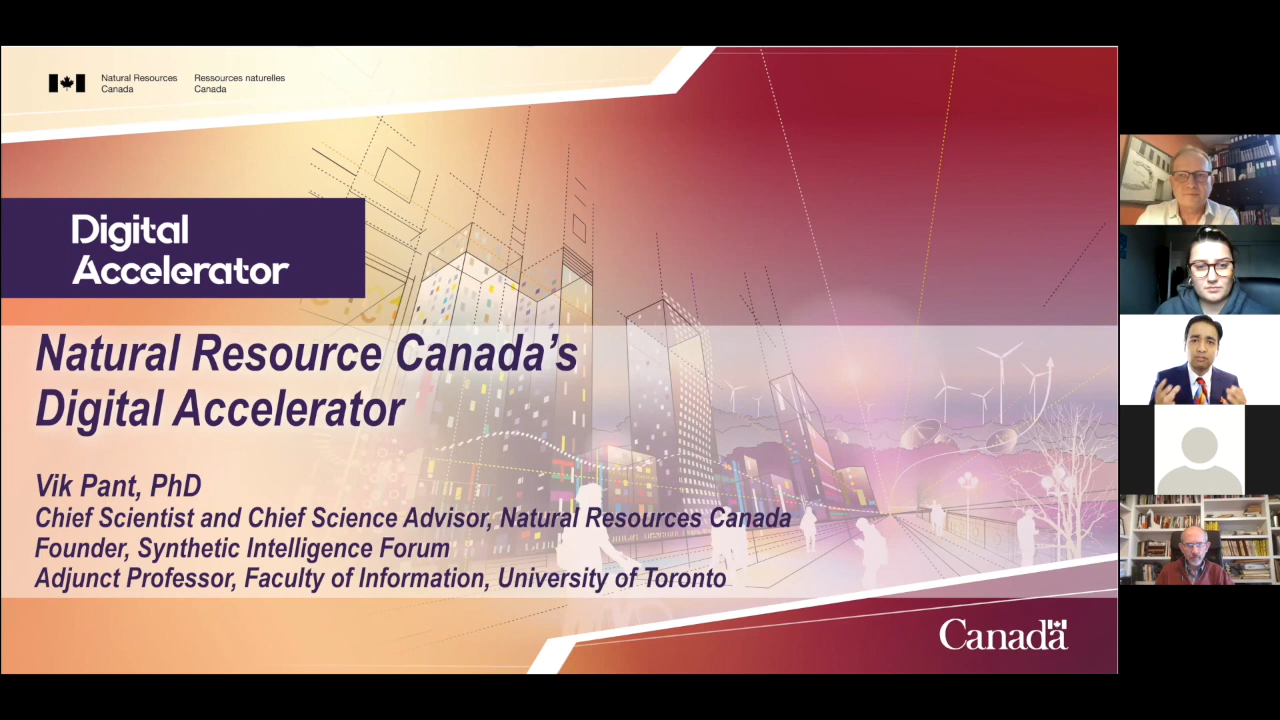 Natural Resources Canada
Ressources naturelles Canada
Digital
Accelerator
Natural Resource Canada's
Digital Accelerator
Vik Pant, PhD
Chief Scientist and Chief Science Advisor, Natural Resources Canada
Founder, Synthetic Intelligence Forum
Adjunct Professor, Faculty of Information, University of Toronto
Canada